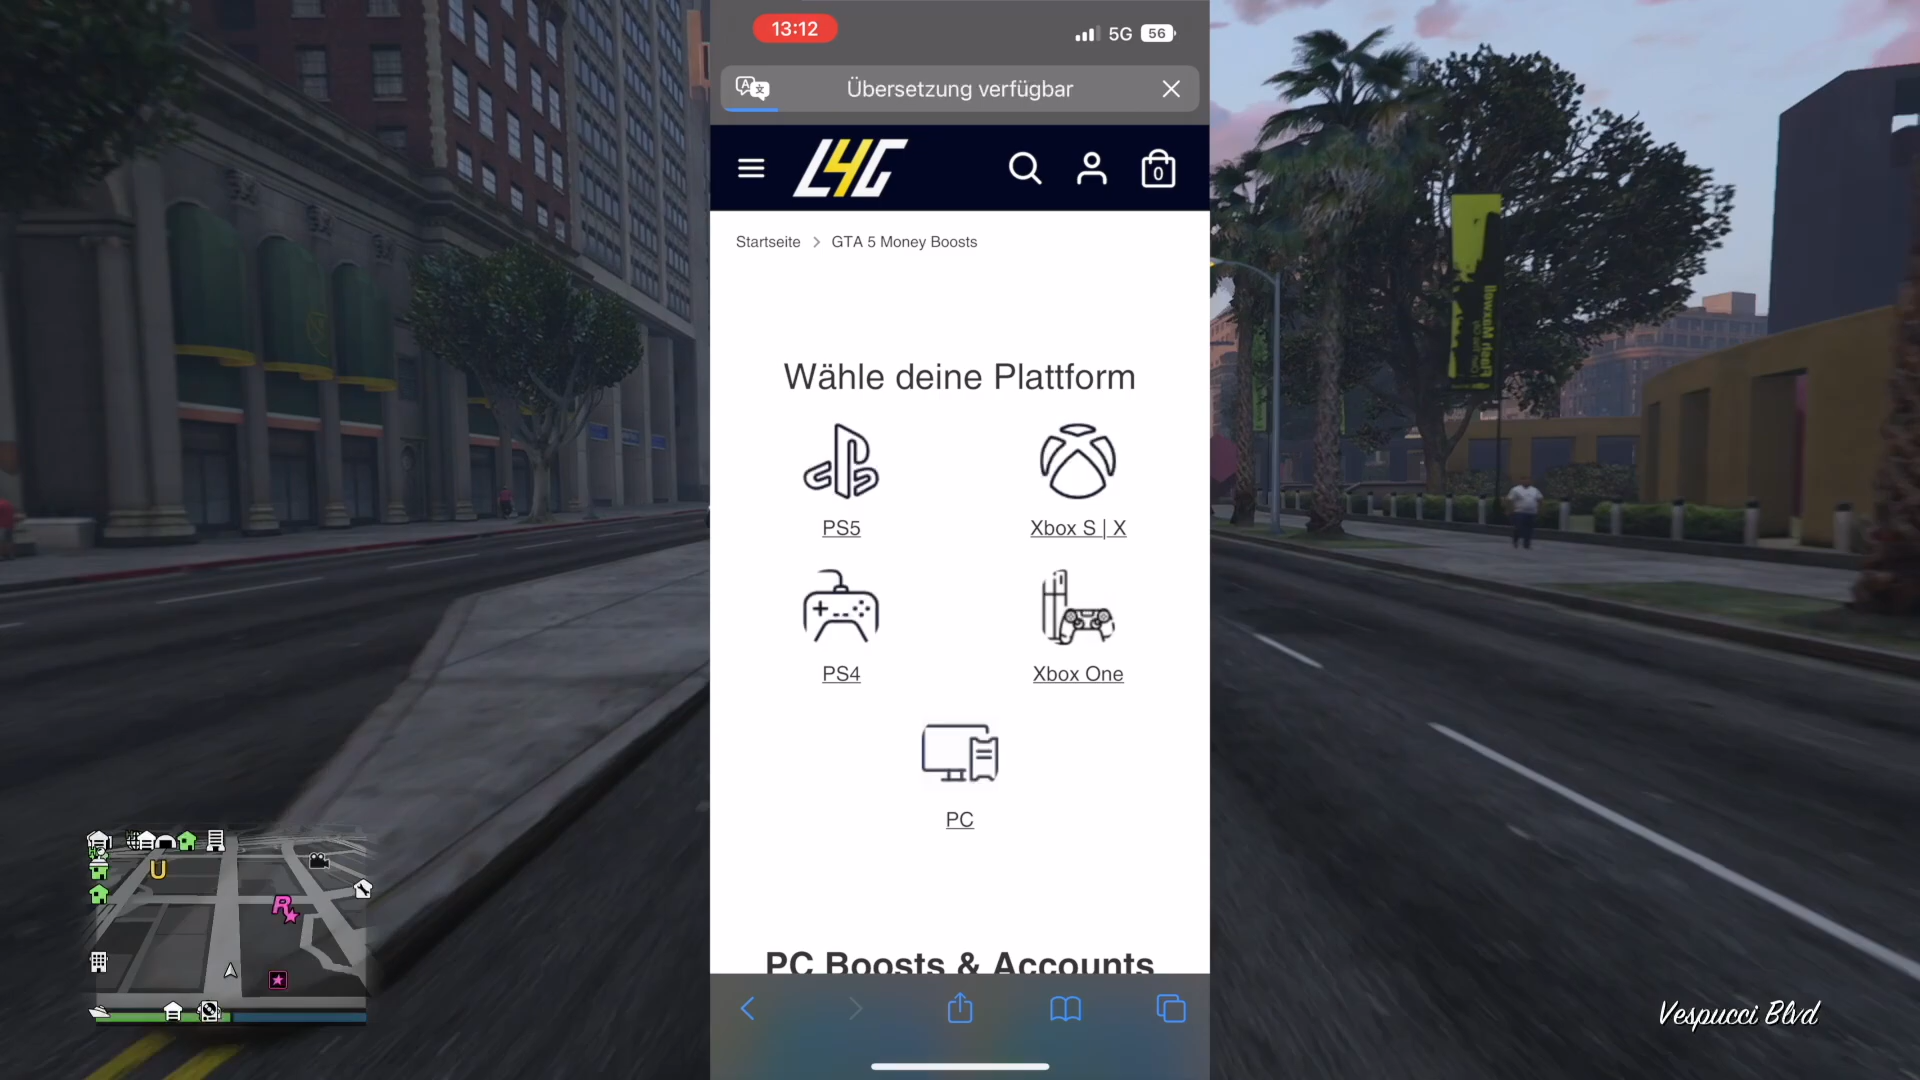 13:12
5G 56
Übersetzung verfügbar
L4G
0
Startseite > GTA 5 Money Boosts
Wähle deine Plattform
PS5
Xbox S | X
PS4
Xbox One
PC
PC Boosts & Accounts
Vespucci Blvd